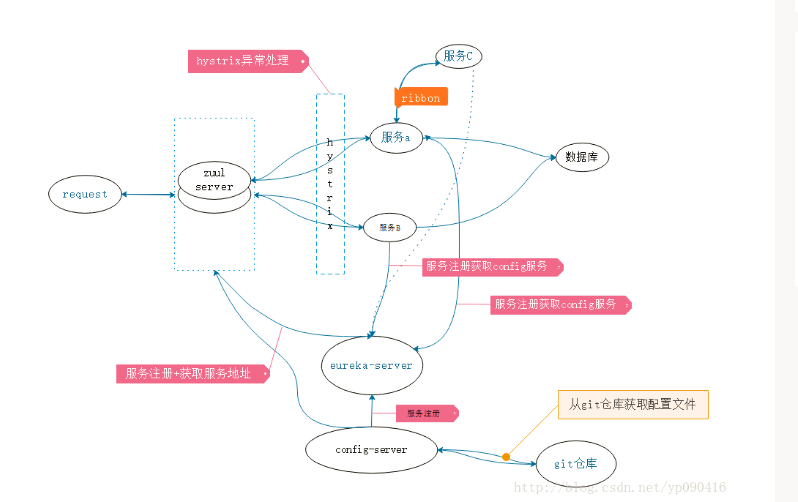 服务C
hystrix异常处理
ribbon
hystrix
服务a
数据库
zuul
server
request
服务B
服务注册获取config服务
服务注册获取config服务
eureka-server
服务注册+获取服务地址
从git仓库获取配置文件
服务注册
config-server
git仓库
http://blog.csdn.net/yp090416